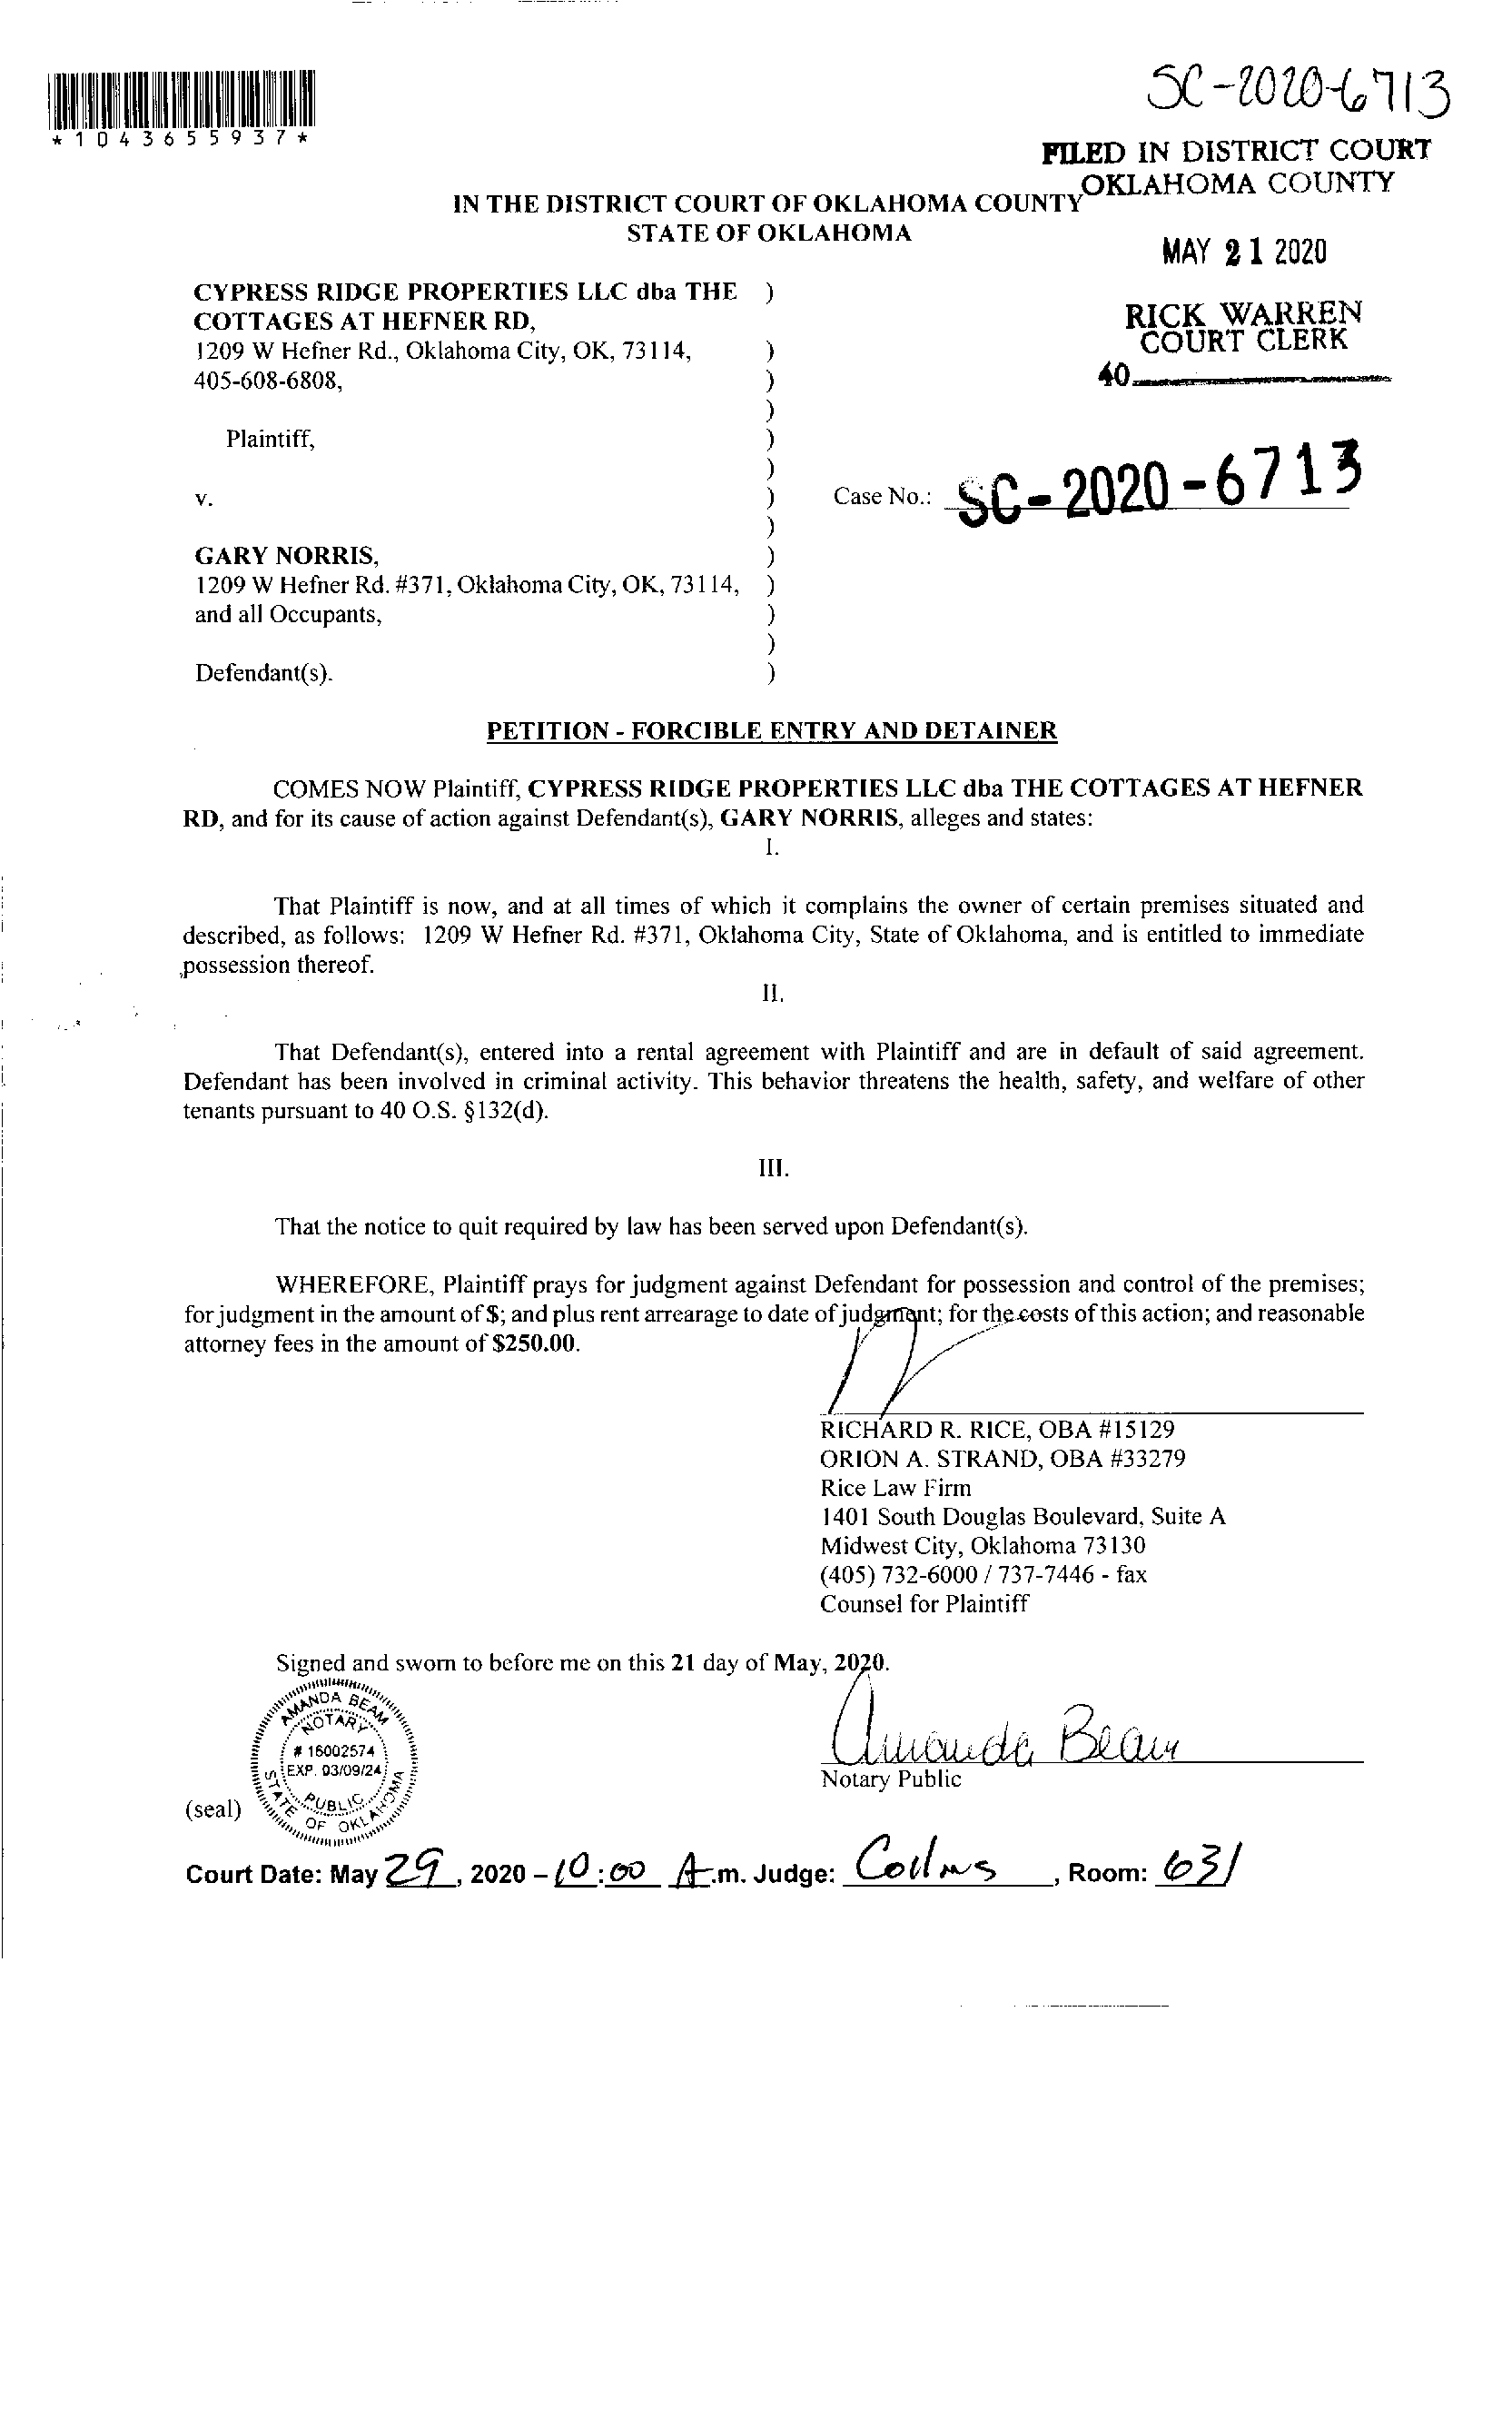 SC-2020-6713
*1043655937*
FILED IN DISTRICT COURT
OKLAHOMA COUNTY
IN THE DISTRICT COURT OF OKLAHOMA COUNTY
STATE OF OKLAHOMA
MAY 21 2020
CYPRESS RIDGE PROPERTIES LLC dba THE )
COTTAGES AT HEFNER RD,
1209 W Hefner Rd., Oklahoma City, OK, 73114, )
405-608-6808, )
RICK WARREN
COURT CLERK
40
)
Plaintiff, )
)
v. ) Case No.: SC-2020-6713
)
GARY NORRIS, )
1209 W Hefner Rd. #371, Oklahoma City, OK, 73114, )
and all Occupants, )
)
Defendant(s). )
PETITION - FORCIBLE ENTRY AND DETAINER
COMES NOW Plaintiff, CYPRESS RIDGE PROPERTIES LLC dba THE COTTAGES AT HEFNER
RD, and for its cause of action against Defendant(s), GARY NORRIS, alleges and states:
I.
That Plaintiff is now, and at all times of which it complains the owner of certain premises situated and
described, as follows: 1209 W Hefner Rd. #371, Oklahoma City, State of Oklahoma, and is entitled to immediate
possession thereof.
II.
That Defendant(s), entered into a rental agreement with Plaintiff and are in default of said agreement.
Defendant has been involved in criminal activity. This behavior threatens the health, safety, and welfare of other
tenants pursuant to 40 O.S. §132(d).
III.
That the notice to quit required by law has been served upon Defendant(s).
WHEREFORE, Plaintiff prays for judgment against Defendant for possession and control of the premises;
for judgment in the amount of $; and plus rent arrearage to date of judgment; for the costs of this action; and reasonable
attorney fees in the amount of $250.00.
RICHARD R. RICE, OBA #15129
ORION A. STRAND, OBA #33279
Rice Law Firm
1401 South Douglas Boulevard, Suite A
Midwest City, Oklahoma 73130
(405) 732-6000 / 737-7446 - fax
Counsel for Plaintiff
Signed and sworn to before me on this 21 day of May, 2020.
AMANDA BEAM
NOTARY
# 16002574
EXP. 03/09/24
PUBLIC
STATE OF OKLAHOMA
Amanda Beam
Notary Public
(seal)
Court Date: May 29, 2020 – 10:00 A.m. Judge: Collins, Room: 631